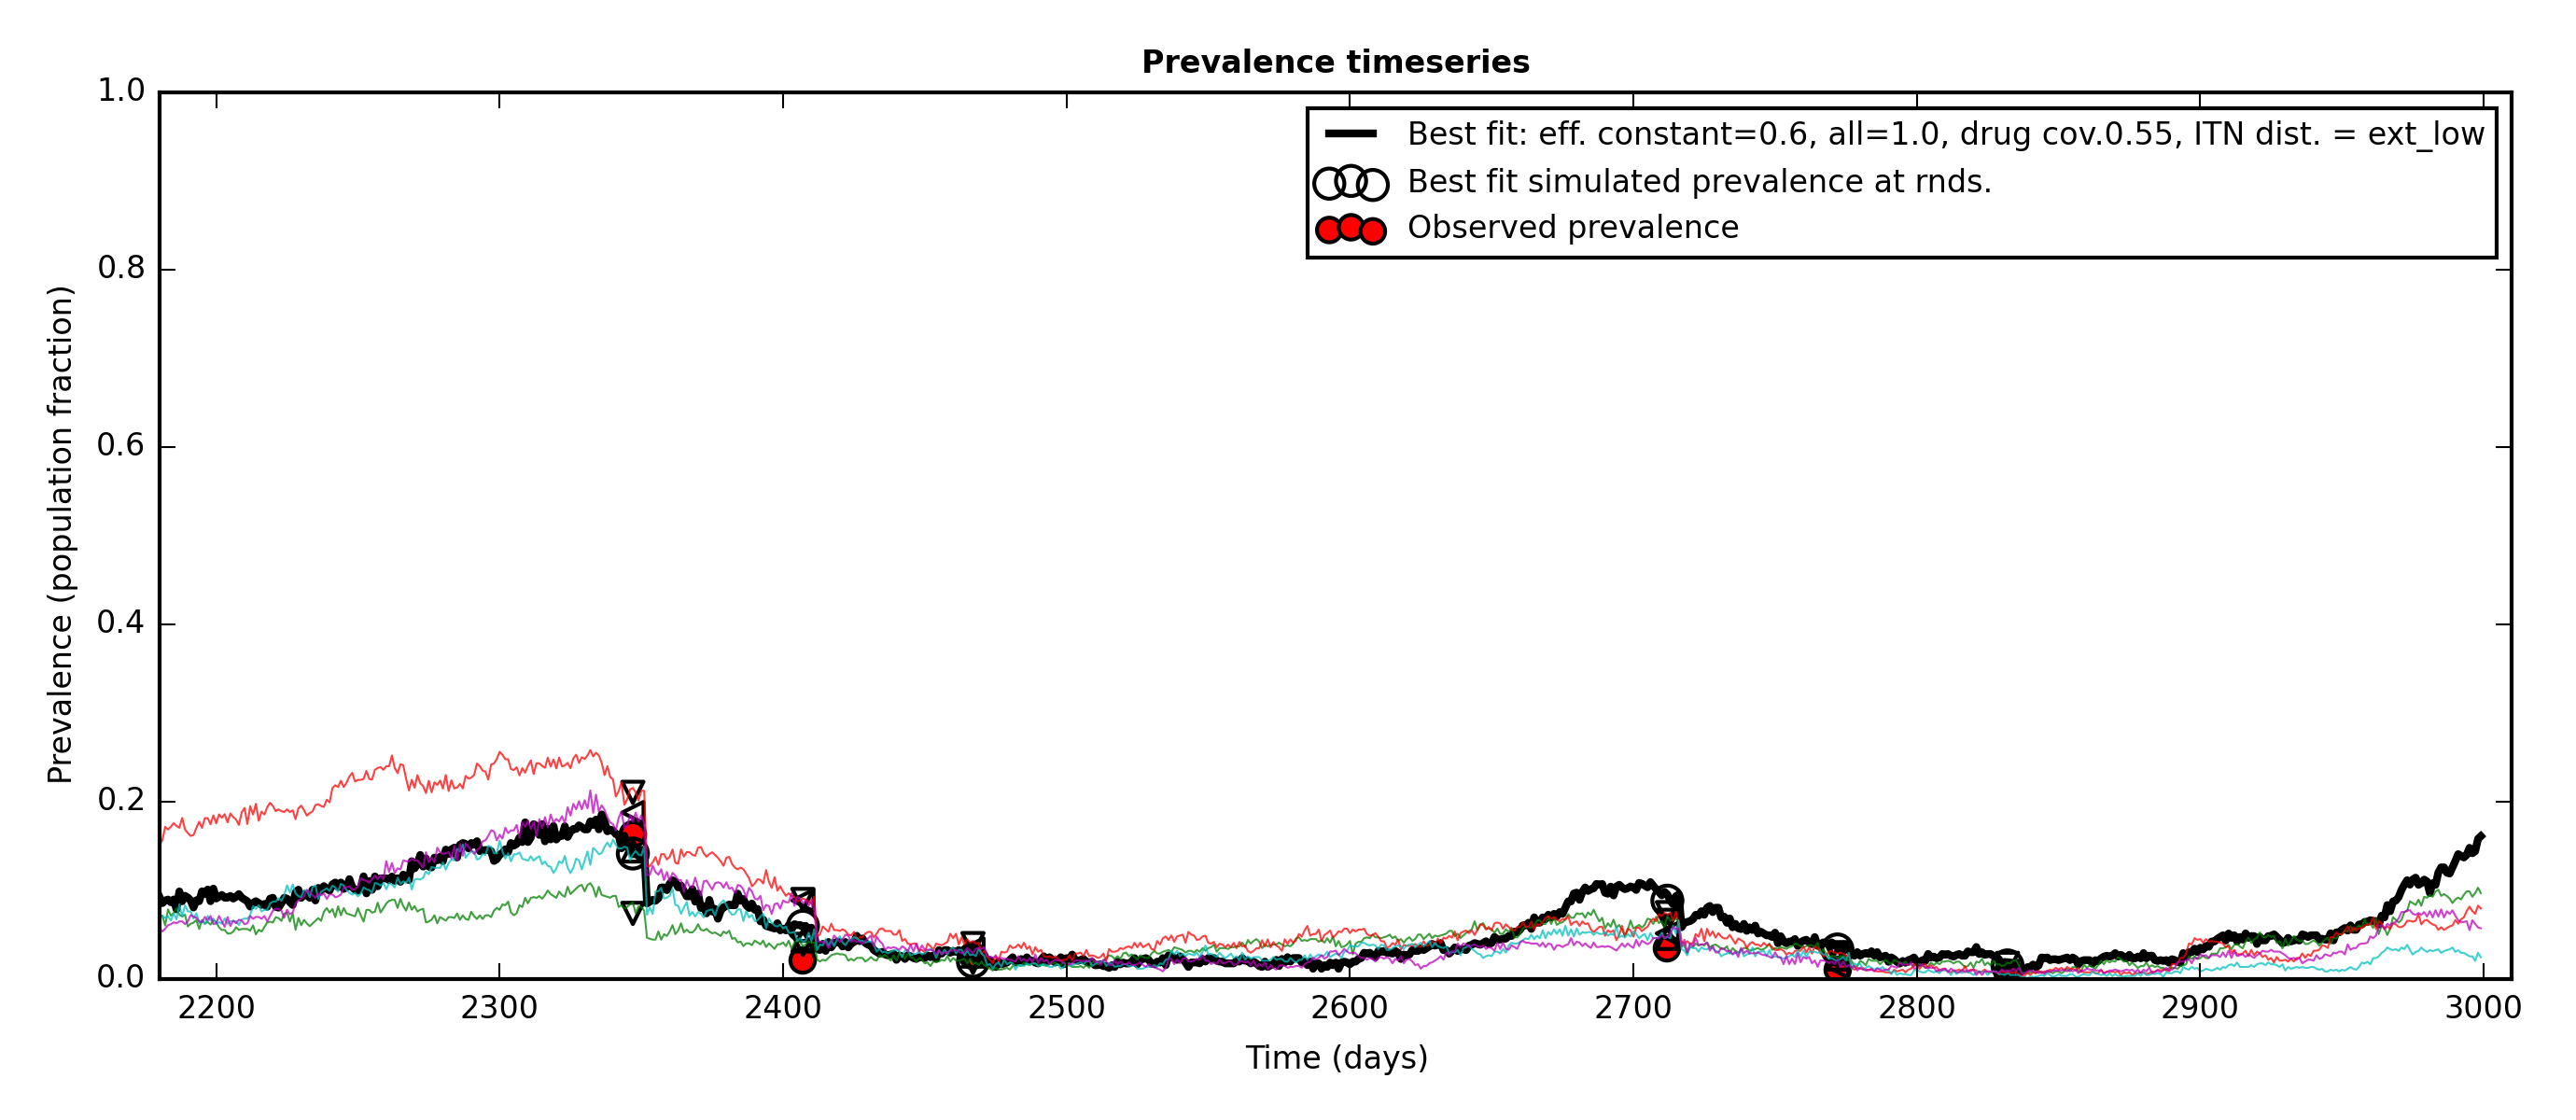 Prevalence timeseries
1.0
0.8
0.6
0.4
0.2
0.0
Prevalence (population fraction)
Best fit: eff. constant=0.6, all=1.0, drug cov.0.55, ITN dist. = ext_low
Best fit simulated prevalence at rnds.
Observed prevalence
2200 2300 2400 2500 2600 2700 2800 2900 3000
Time (days)